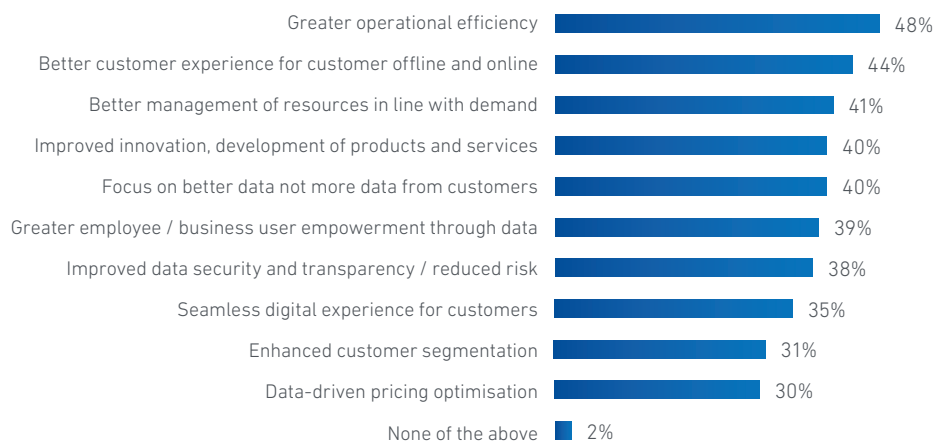 Greater operational efficiency 48%
Better customer experience for customer offline and online 44%
Better management of resources in line with demand 41%
Improved innovation, development of products and services 40%
Focus on better data not more data from customers 40%
Greater employee / business user empowerment through data 39%
Improved data security and transparency / reduced risk 38%
Seamless digital experience for customers 35%
Enhanced customer segmentation 31%
Data-driven pricing optimisation 30%
None of the above 2%